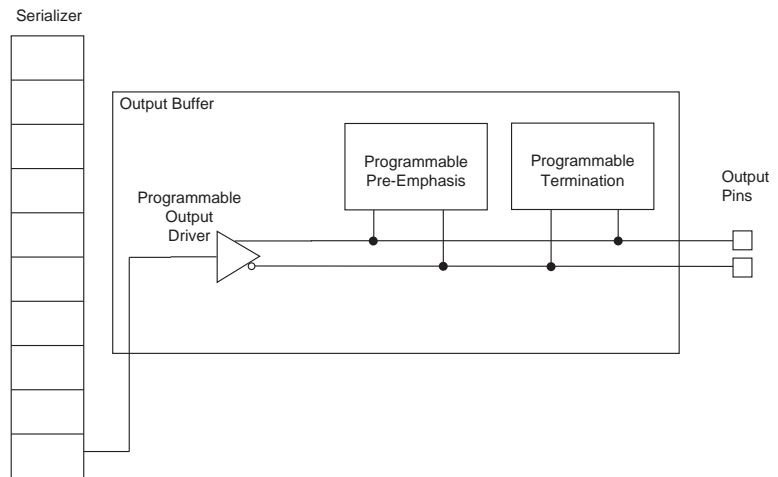 Serializer
Output Buffer
Programmable
Pre-Emphasis
Programmable
Termination
Output
Pins
Programmable
Output
Driver